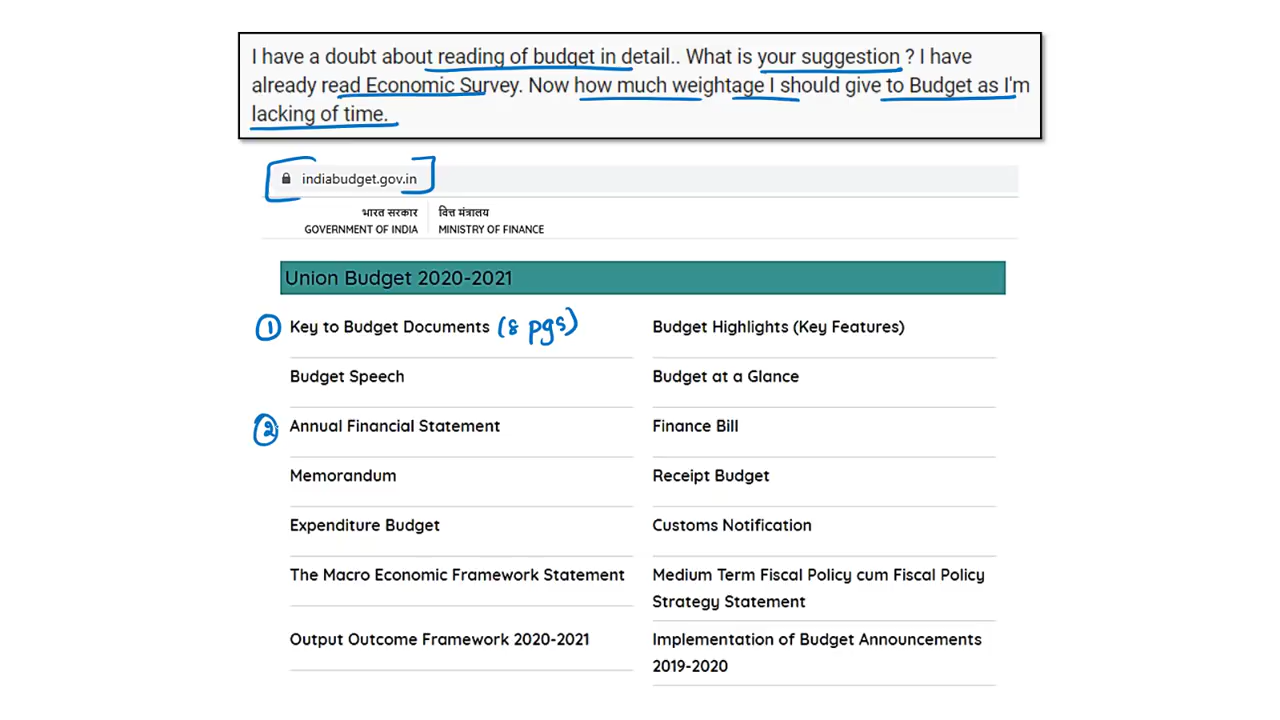 I have a doubt about reading of budget in detail.. What is your suggestion ? I have
already read Economic Survey. Now how much weightage I should give to Budget as I'm
lacking of time.
indiabudget.gov.in
भारत सरकार वित्त मंत्रालय
GOVERNMENT OF INDIA MINISTRY OF FINANCE
Union Budget 2020-2021
1 Key to Budget Documents (8 pgs) Budget Highlights (Key Features)
Budget Speech Budget at a Glance
2 Annual Financial Statement Finance Bill
Memorandum Receipt Budget
Expenditure Budget Customs Notification
The Macro Economic Framework Statement Medium Term Fiscal Policy cum Fiscal Policy
Strategy Statement
Output Outcome Framework 2020-2021 Implementation of Budget Announcements
2019-2020